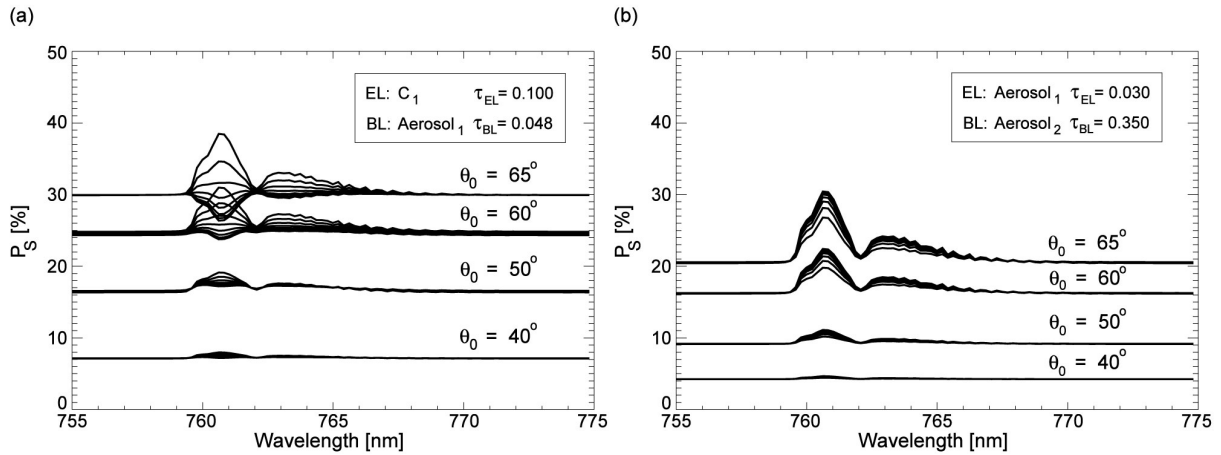 (a)
50
40
30
20
10
0
P_S [%]
EL: C_1 τ_EL = 0.100
BL: Aerosol_1 τ_BL = 0.048
θ_0 = 65°
θ_0 = 60°
θ_0 = 50°
θ_0 = 40°
755 760 765 770 775
Wavelength [nm]
(b)
50
40
30
20
10
0
P_S [%]
EL: Aerosol_1 τ_EL = 0.030
BL: Aerosol_2 τ_BL = 0.350
θ_0 = 65°
θ_0 = 60°
θ_0 = 50°
θ_0 = 40°
755 760 765 770 775
Wavelength [nm]